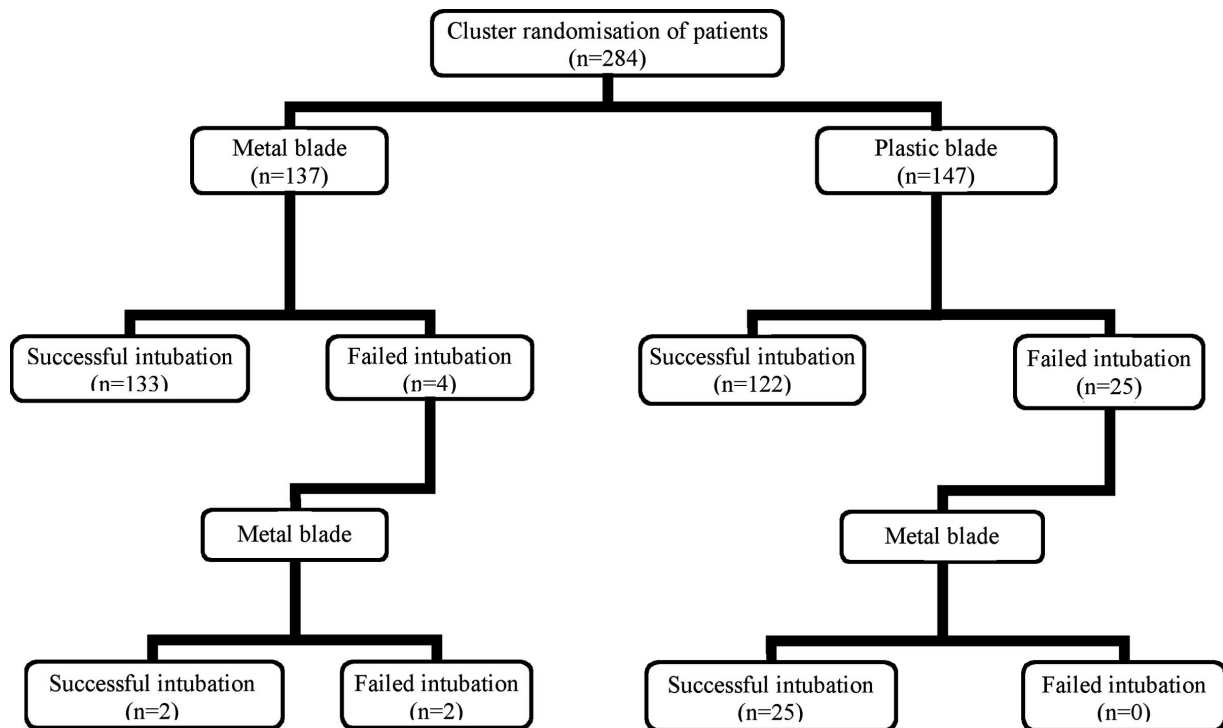 Cluster randomisation of patients
(n=284)
Metal blade
(n=137)
Plastic blade
(n=147)
Successful intubation
(n=133)
Failed intubation
(n=4)
Successful intubation
(n=122)
Failed intubation
(n=25)
Metal blade
Metal blade
Successful intubation
(n=2)
Failed intubation
(n=2)
Successful intubation
(n=25)
Failed intubation
(n=0)